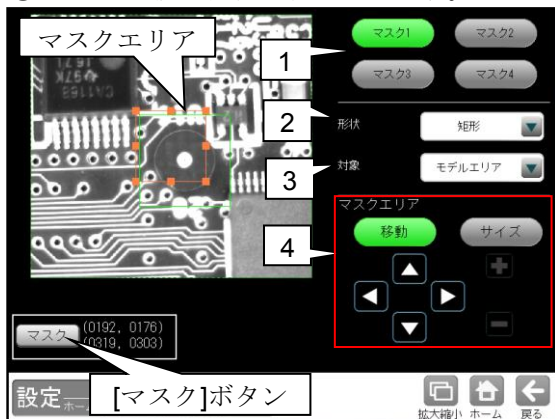 マスクエリア
1
マスク1
マスク2
マスク3
マスク4
2
形状
矩形
3
対象
モデルエリア
マスクエリア
4
移動
サイズ
マスク
(0192, 0176)
(0319, 0303)
[マスク]ボタン
設定
拡大縮小
ホーム
戻る